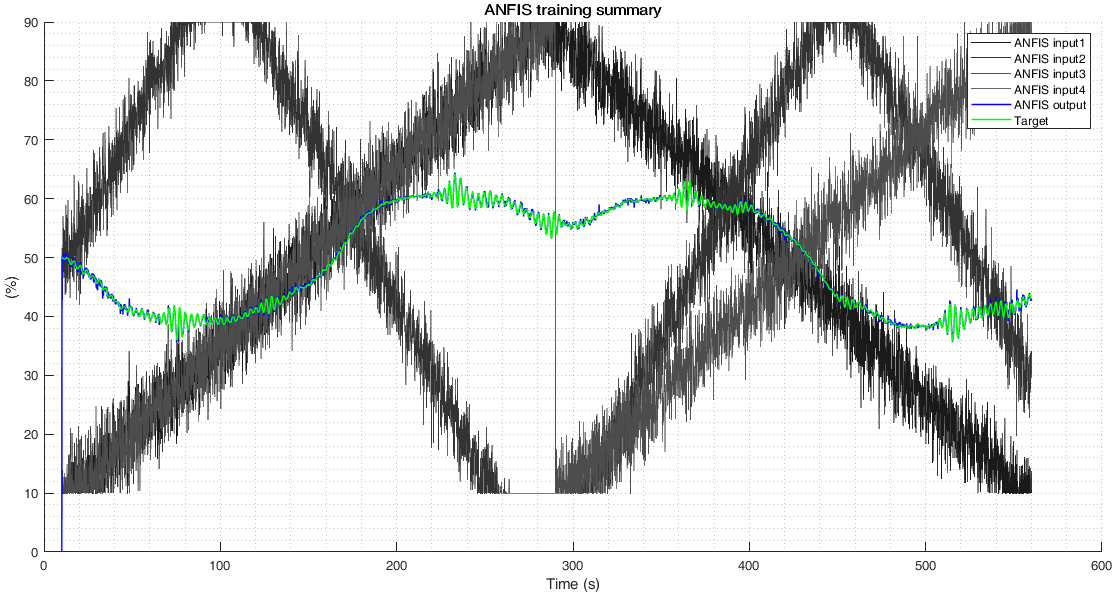 ANFIS training summary
90
80
70
60
50
40
30
20
10
0
(%)
ANFIS input1
ANFIS input2
ANFIS input3
ANFIS input4
ANFIS output
Target
0 100 200 300 400 500 600
Time (s)